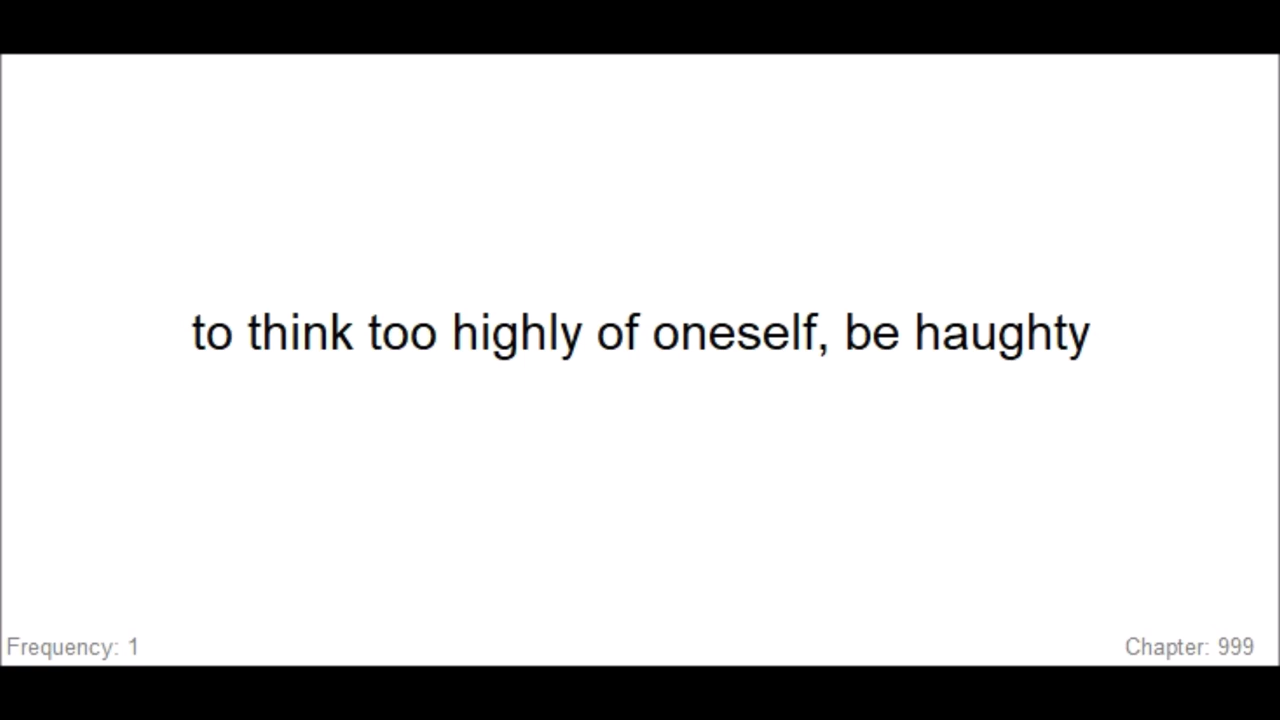 to think too highly of oneself, be haughty
Frequency: 1
Chapter: 999